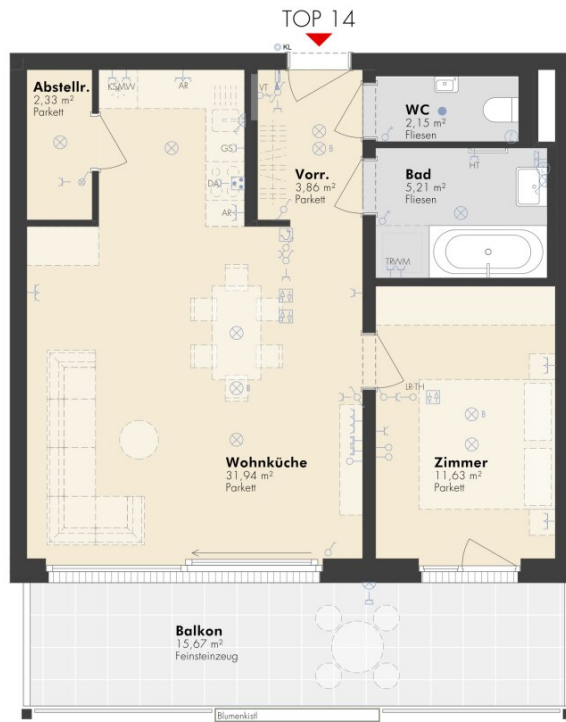 TOP 14
KL
Abstellr.
2,33 m²
Parkett
KS MW
AR
VT
WC
2,15 m²
Fliesen
GS
DA
AR
Vorr.
3,86 m²
Parkett
B
HT
Bad
5,21 m²
Fliesen
TR WM
LR-TH
B
B
Wohnküche
31,94 m²
Parkett
Zimmer
11,63 m²
Parkett
Balkon
15,67 m²
Feinsteinzeug
Blumenkistl